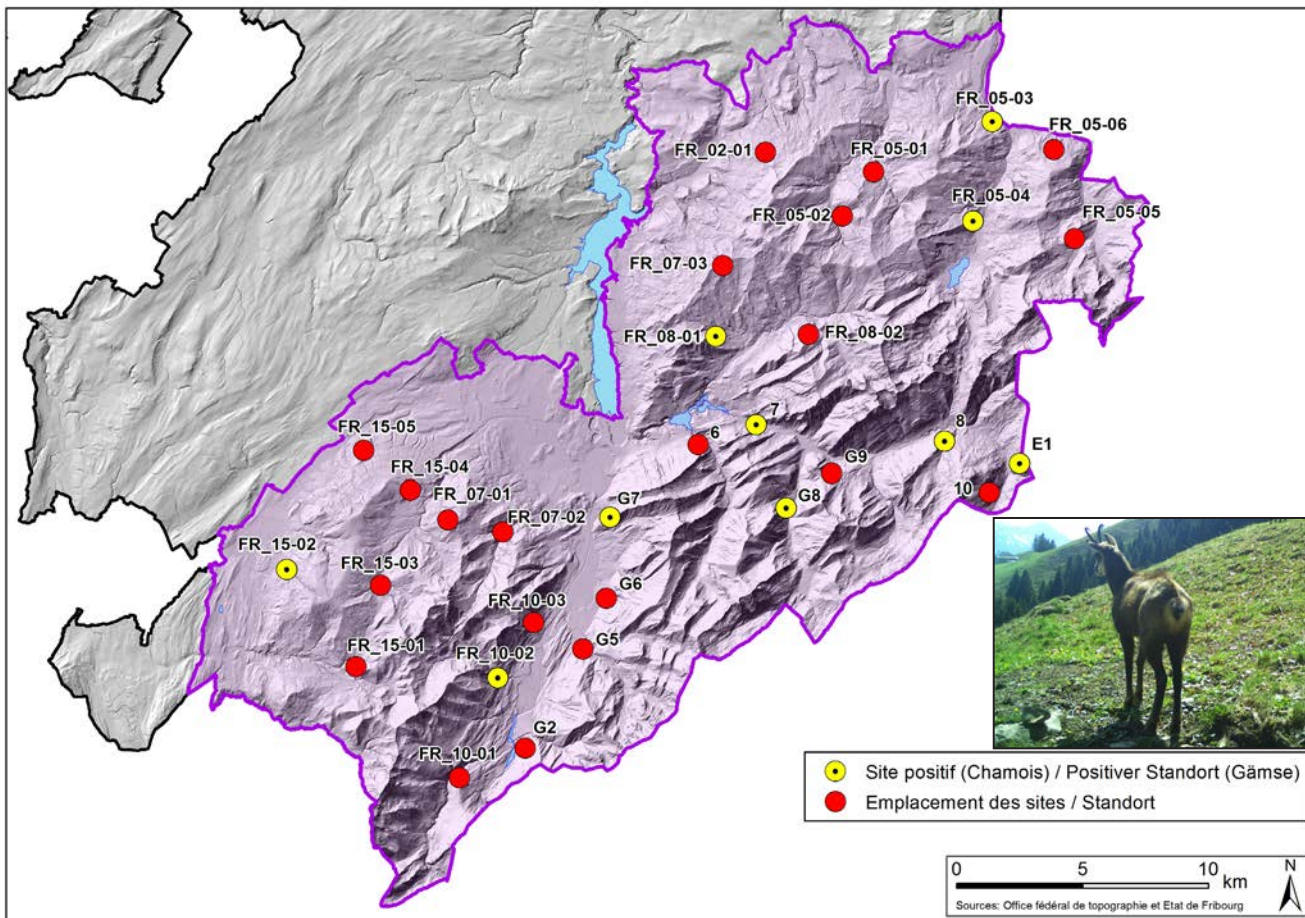 FR_05-03
FR_05-06
FR_02-01
FR_05-01
FR_05-04
FR_05-02
FR_05-05
FR_07-03
FR_08-01
FR_08-02
7
8
6
E1
FR_15-05
G9
FR_15-04
10
FR_07-01
G7
G8
FR_07-02
FR_15-02
FR_15-03
G6
FR_10-03
G5
FR_15-01
FR_10-02
G2
FR_10-01
Site positif (Chamois) / Positiver Standort (Gämse)
Emplacement des sites / Standort
0 5 10
km
N
Sources: Office fédéral de topographie et Etat de Fribourg